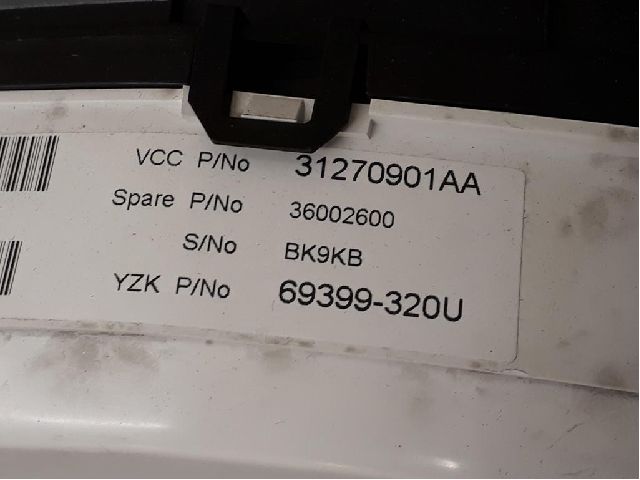 VCC P/No 31270901AA
Spare P/No 36002600
S/No BK9KB
YZK P/No 69399-320U